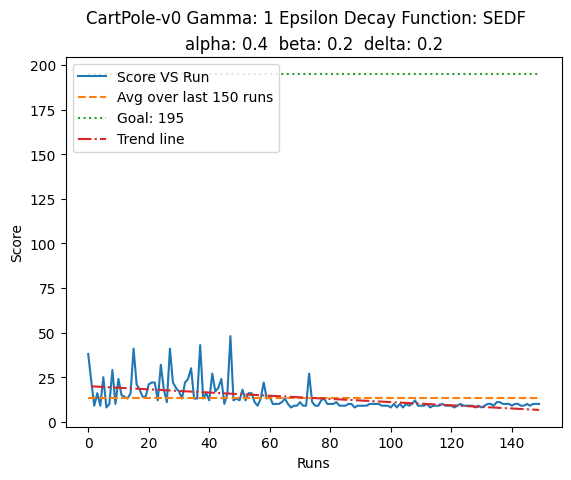 CartPole-v0 Gamma: 1 Epsilon Decay Function: SEDF
alpha: 0.4  beta: 0.2  delta: 0.2
Score VS Run
Avg over last 150 runs
Goal: 195
Trend line
200
175
150
125
100
75
50
25
0
Score
0 20 40 60 80 100 120 140
Runs